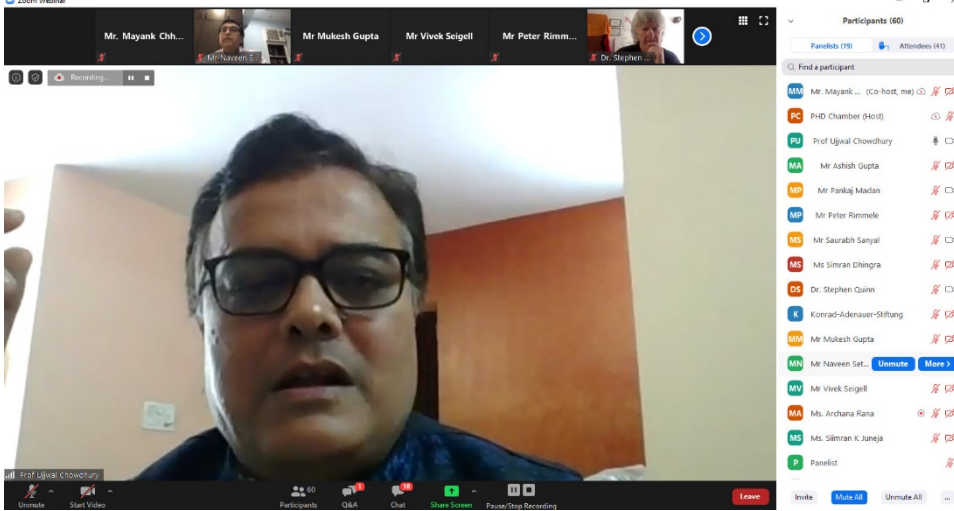 Zoom Webinar
Mr. Mayank Chh...
Mr Naveen
Mr Mukesh Gupta
Mr Vivek Seigell
Mr Peter Rimm...
Dr. Stephen ...
Recording...
Prof Ujjwal Chowdhury
Unmute
Start Video
60
Participants
1
Q&A
18
Chat
Share Screen
Pause/Stop Recording
Leave
Participants (60)
Panelists (19)
Attendees (41)
Find a participant
MM Mr. Mayank ... (Co-host, me)
PC PHD Chamber (Host)
PU Prof Ujjwal Chowdhury
MA Mr Ashish Gupta
MP Mr Pankaj Madan
MP Mr Peter Rimmele
MS Mr Saurabh Sanyal
MS Ms Simran Dhingra
DS Dr. Stephen Quinn
K Konrad-Adenauer-Stiftung
MM Mr Mukesh Gupta
MN Mr Naveen Set... Unmute More >
MV Mr Vivek Seigell
MA Ms. Archana Rana
MS Ms. Siimran K Juneja
P Panelist
Invite Mute All Unmute All ...